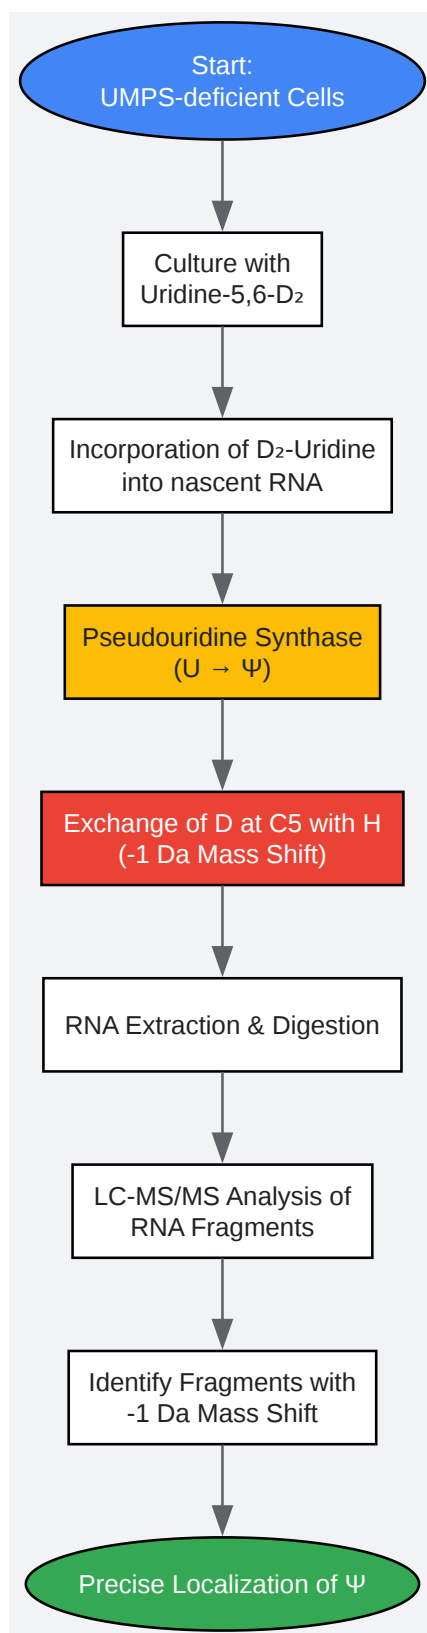 Start:
UMPS-deficient Cells
Culture with
Uridine-5,6-D₂
Incorporation of D₂-Uridine
into nascent RNA
Pseudouridine Synthase
(U → Ψ)
Exchange of D at C5 with H
(-1 Da Mass Shift)
RNA Extraction & Digestion
LC-MS/MS Analysis of
RNA Fragments
Identify Fragments with
-1 Da Mass Shift
Precise Localization of Ψ